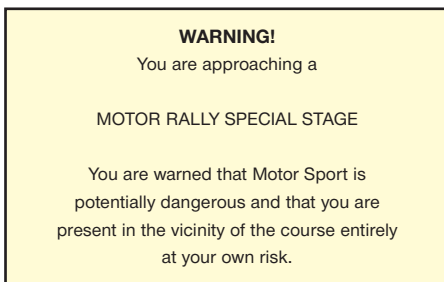 WARNING!
You are approaching a
MOTOR RALLY SPECIAL STAGE
You are warned that Motor Sport is
potentially dangerous and that you are
present in the vicinity of the course entirely
at your own risk.